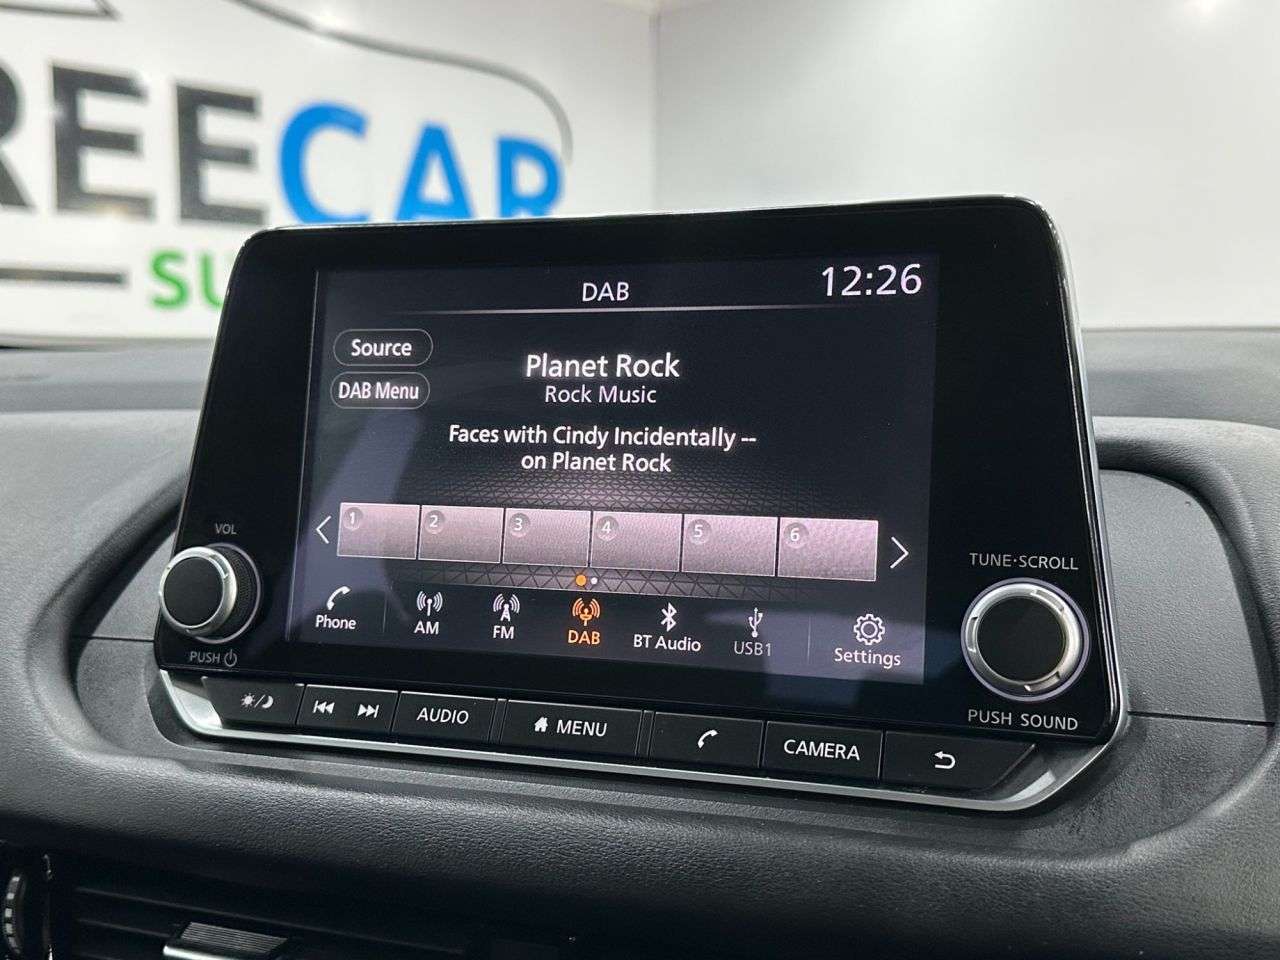 REECAR
SU
DAB
12:26
Source
Planet Rock
Rock Music
DAB Menu
Faces with Cindy Incidentally --
on Planet Rock
1 2 3 4 5 6
Phone
AM
FM
DAB
BT Audio
USB1
Settings
VOL
PUSH
TUNE·SCROLL
PUSH SOUND
AUDIO
MENU
CAMERA